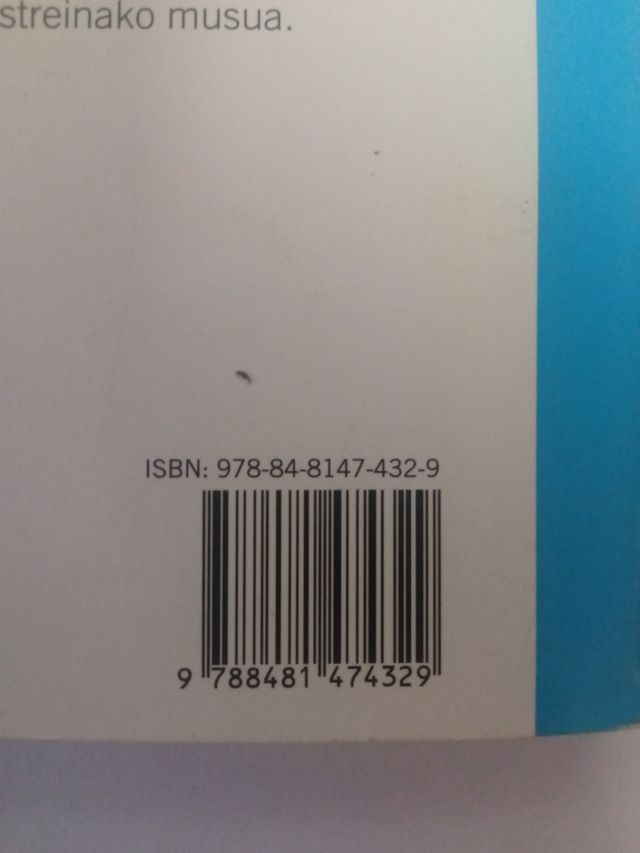 streinako musua.
ISBN: 978-84-8147-432-9
9 788481 474329